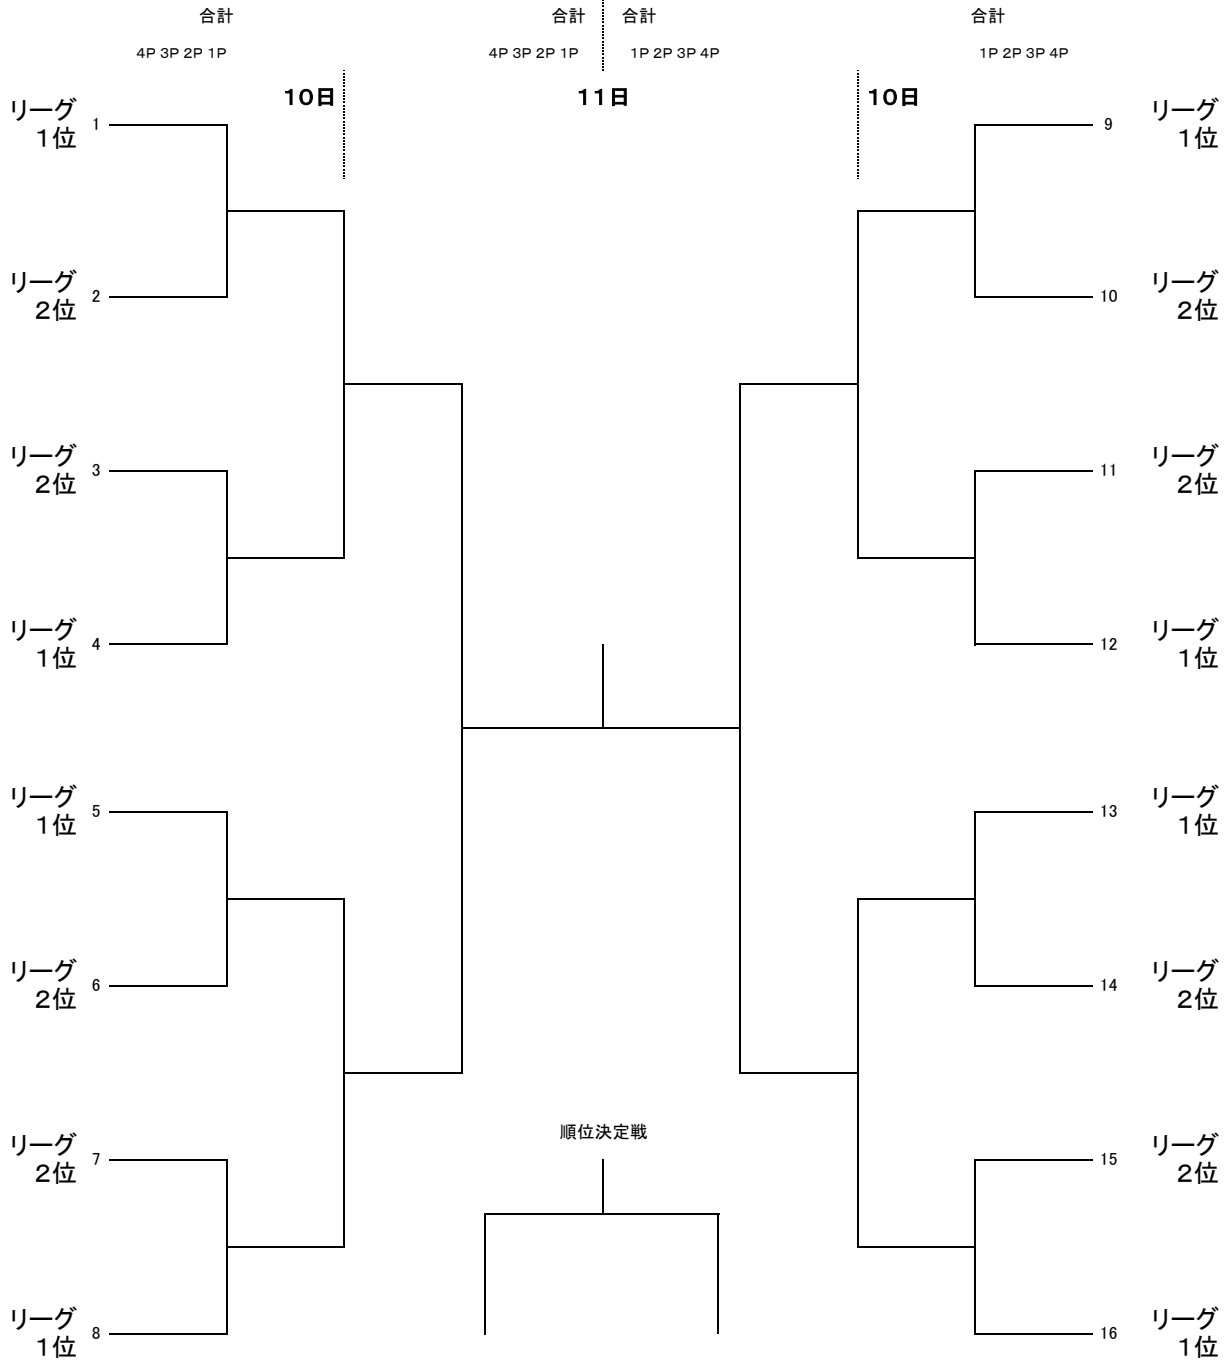 合計 合計 合計 合計
4P 3P 2P 1P 4P 3P 2P 1P 1P 2P 3P 4P 1P 2P 3P 4P
10日 11日 10日
リーグ
1位 1
リーグ
2位 2
リーグ
2位 3
リーグ
1位 4
リーグ
1位 5
リーグ
2位 6
リーグ
2位 7
リーグ
1位 8
9 リーグ
1位
10 リーグ
2位
11 リーグ
2位
12 リーグ
1位
13 リーグ
1位
14 リーグ
2位
15 リーグ
2位
16 リーグ
1位
順位決定戦